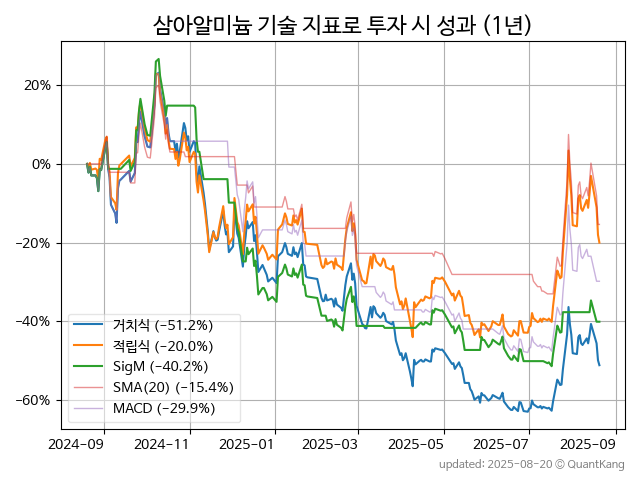 삼아알미늄 기술 지표로 투자 시 성과 (1년)
20%
0%
−20%
−40%
−60%
거치식 (−51.2%)
적립식 (−20.0%)
SigM (−40.2%)
SMA(20) (−15.4%)
MACD (−29.9%)
2024-09 2024-11 2025-01 2025-03 2025-05 2025-07 2025-09
updated: 2025-08-20 © QuantKang